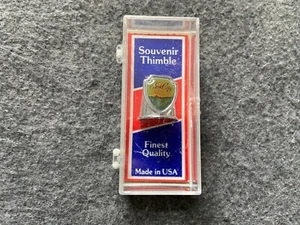 Souvenir
Thimble
Finest
Quality
Made in USA